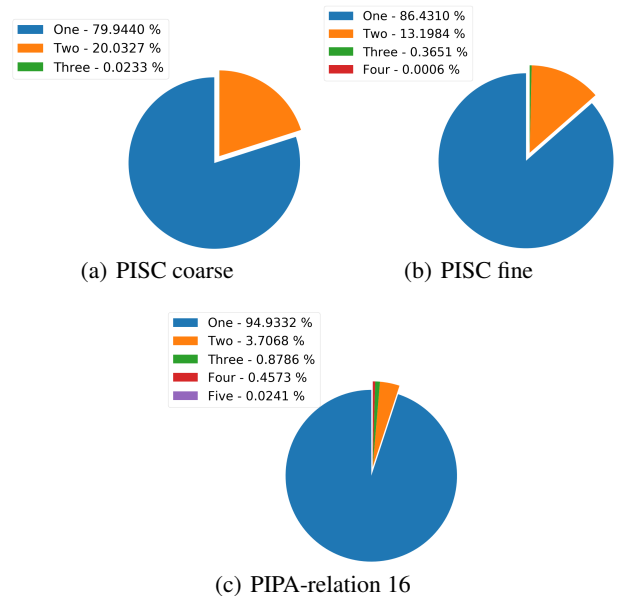 One - 79.9440 %
Two - 20.0327 %
Three - 0.0233 %
(a) PISC coarse
One - 86.4310 %
Two - 13.1984 %
Three - 0.3651 %
Four - 0.0006 %
(b) PISC fine
One - 94.9332 %
Two - 3.7068 %
Three - 0.8786 %
Four - 0.4573 %
Five - 0.0241 %
(c) PIPA-relation 16